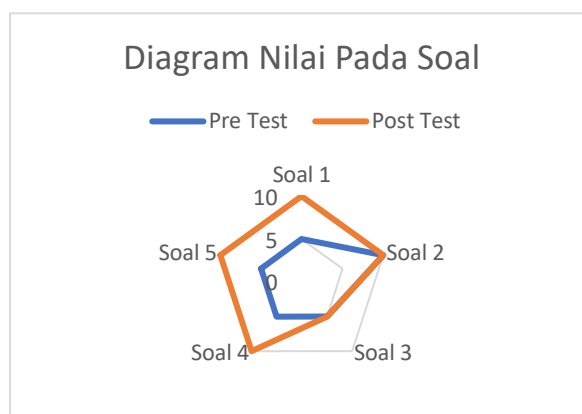 Diagram Nilai Pada Soal
Pre Test Post Test
Soal 1
10
Soal 5 5 Soal 2
0
Soal 4 Soal 3